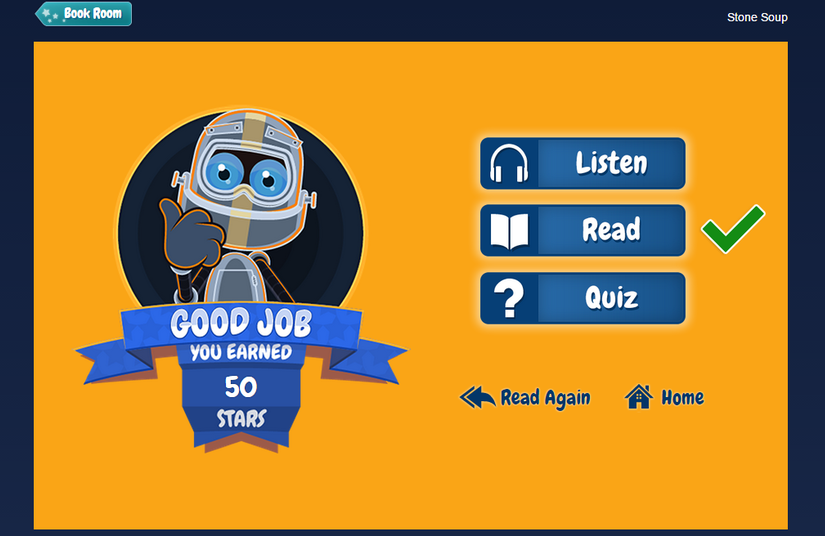 Book Room
Stone Soup
GOOD JOB
YOU EARNED
50
STARS
Listen
Read
?
Quiz
Read Again
Home